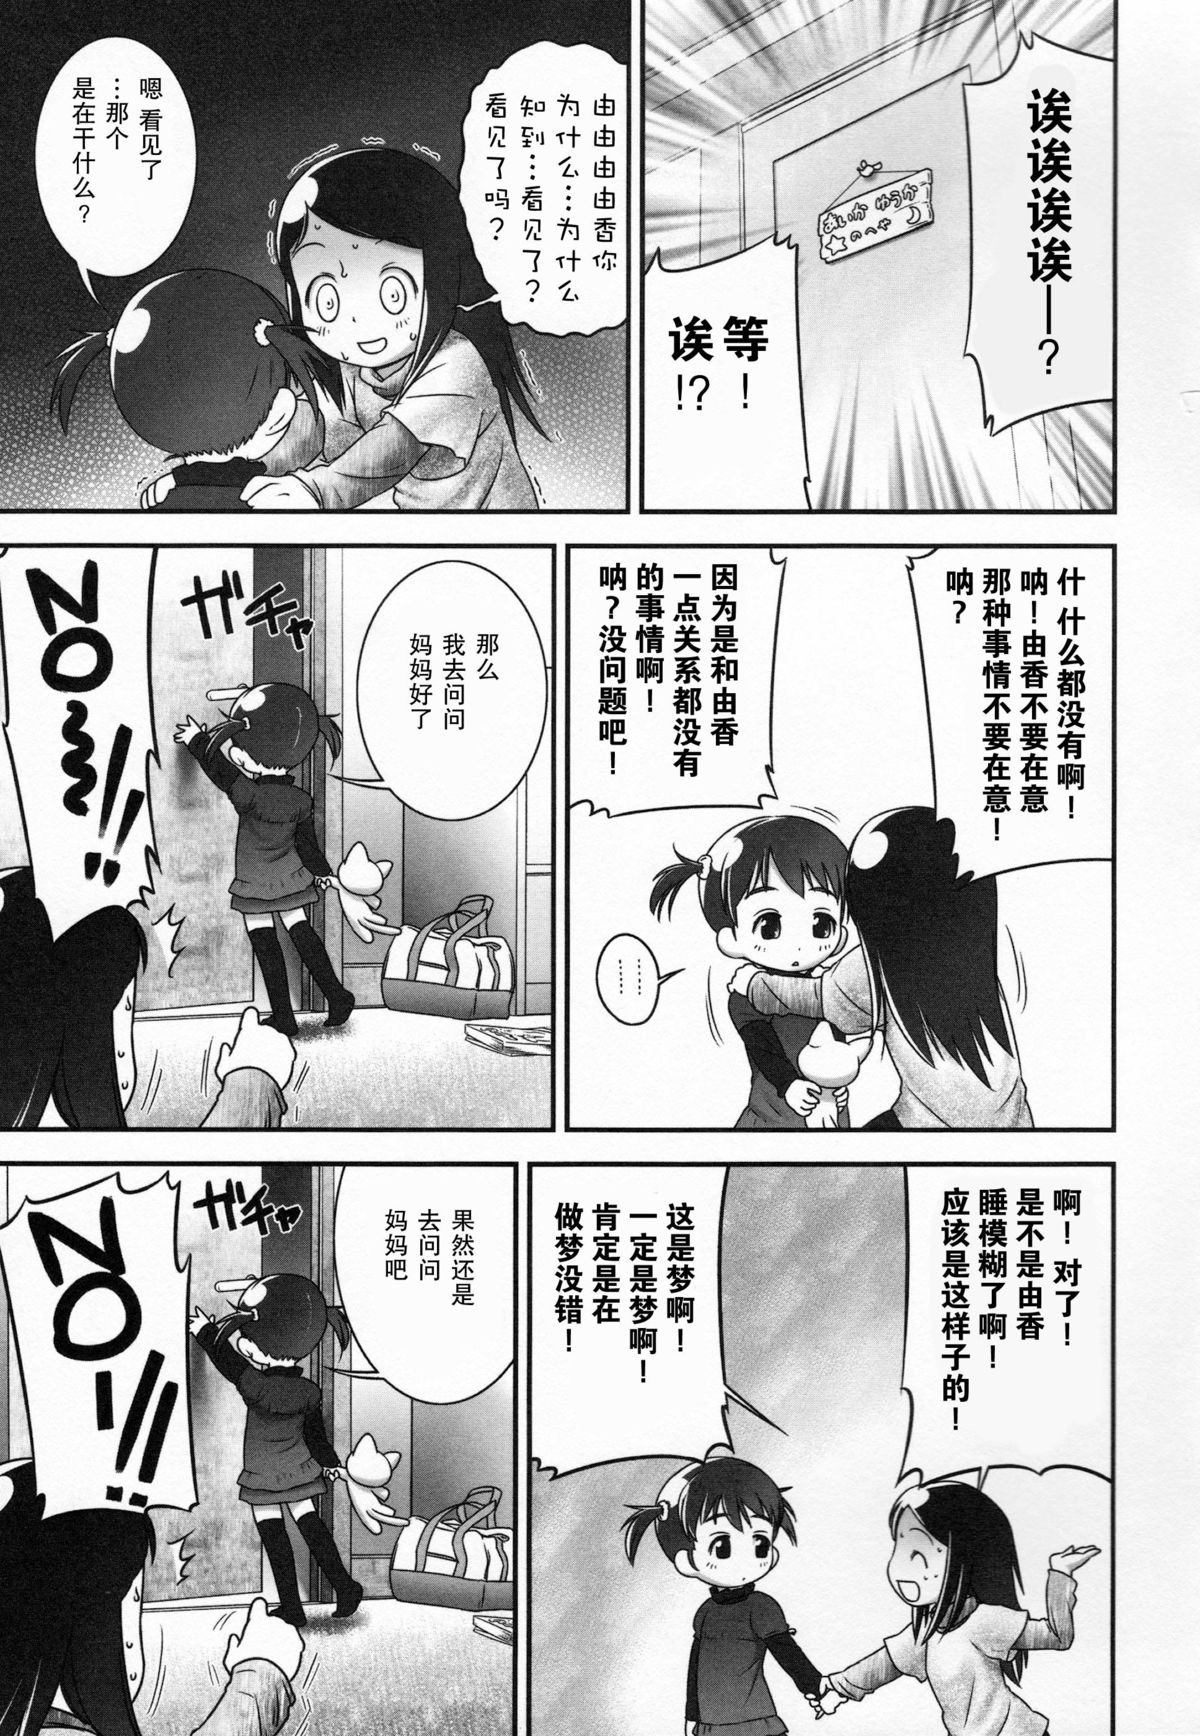 诶诶诶诶诶—?
あいか ゆうか
のへや
等!
诶!?
由由由由香你
为什么…为什么
知到…看见了?
看见了吗?
嗯 看见了
…那个
是在干什么?
什 什么都没有啊!
呐!由香不要在意
那种事情不要在意!
呐?
因为是和由香
一点关系都没有
的事情啊!
呐?没问题吧!
……
那么
我去问问
妈妈好了
ガチャ
NO~!!
啊! 对了!
是不是由香
睡模糊了啊!
应该是这样子的!
这是梦啊!
一定是梦啊!
肯定是在
做梦没错!
果然还是
去问问
妈妈吧
ガチャ
NO-!!!